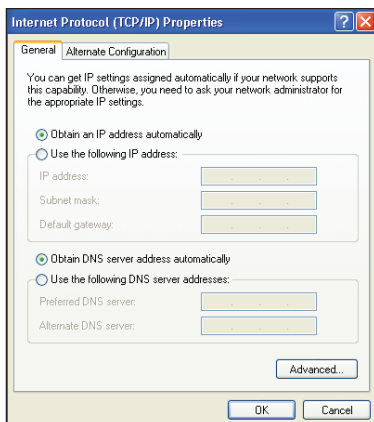 Internet Protocol (TCP/IP) Properties
General
Alternate Configuration
You can get IP settings assigned automatically if your network supports
this capability. Otherwise, you need to ask your network administrator for
the appropriate IP settings.
Obtain an IP address automatically
Use the following IP address:
IP address:
Subnet mask:
Default gateway:
Obtain DNS server address automatically
Use the following DNS server addresses:
Preferred DNS server:
Alternate DNS server:
Advanced...
OK
Cancel